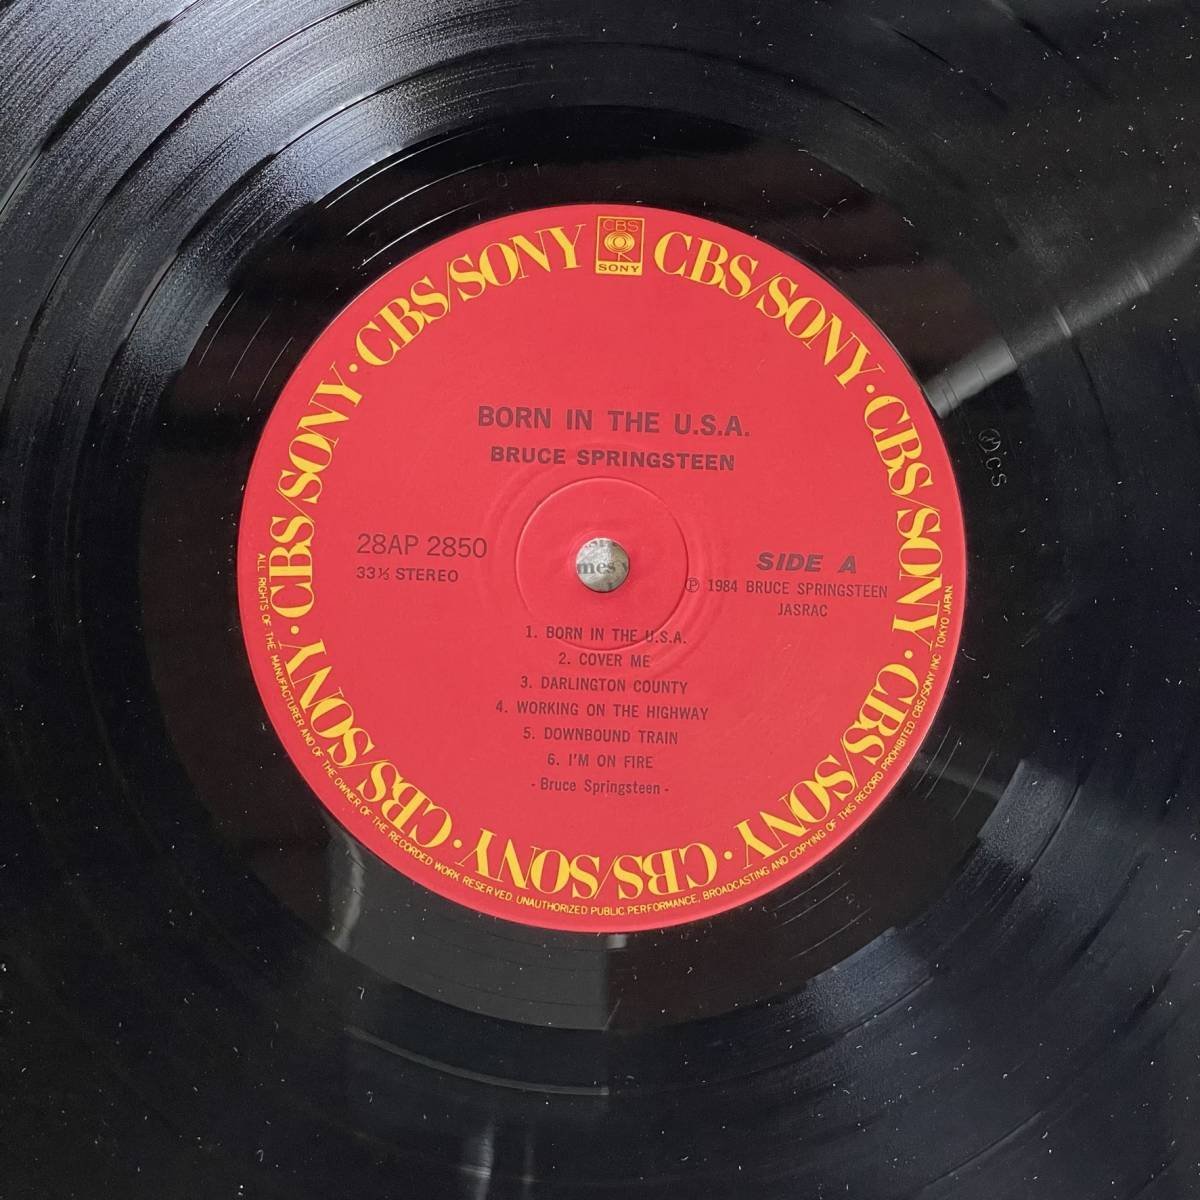 CBS
SONY
CBS/SONY · CBS/SONY · CBS/SONY · CBS/SONY · CBS/SONY · CBS/SONY · CBS/SONY · CBS/SONY
BORN IN THE U.S.A.
BRUCE SPRINGSTEEN
28AP 2850
33⅓ STEREO
SIDE A
Ⓟ 1984 BRUCE SPRINGSTEEN
JASRAC
1. BORN IN THE U.S.A.
2. COVER ME
3. DARLINGTON COUNTY
4. WORKING ON THE HIGHWAY
5. DOWNBOUND TRAIN
6. I'M ON FIRE
- Bruce Springsteen -
ALL RIGHTS OF THE MANUFACTURER AND OF THE OWNER OF THE RECORDED WORK RESERVED. UNAUTHORIZED PUBLIC PERFORMANCE, BROADCASTING AND COPYING OF THIS RECORD PROHIBITED. CBS/SONY INC. TOKYO JAPAN.
mes
CS